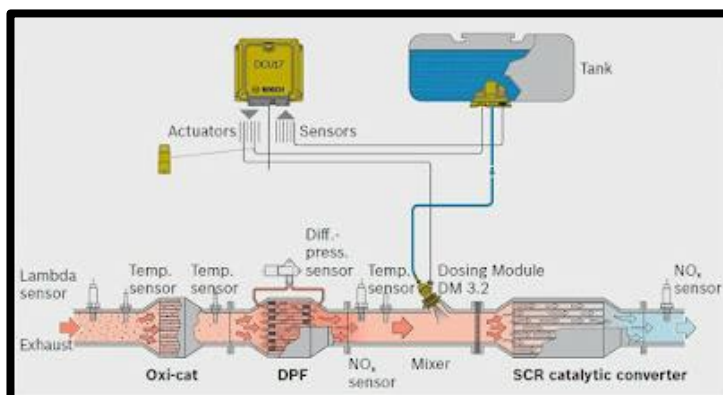 DCU17
BOSCH
Tank
Actuators
Sensors
Diff.-
press.
sensor
Lambda
sensor
Temp.
sensor
Temp.
sensor
Temp.
sensor
Dosing Module
DM 3.2
NOx
sensor
Exhaust
Oxi-cat
DPF
NOx
sensor
Mixer
SCR catalytic converter